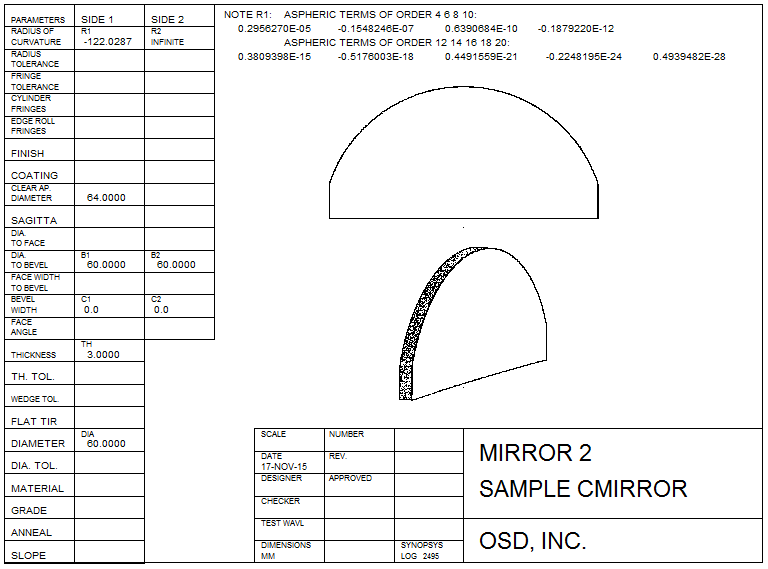 PARAMETERS SIDE 1 SIDE 2
RADIUS OF R1 R2
CURVATURE -122.0287 INFINITE
RADIUS
TOLERANCE
FRINGE
TOLERANCE
CYLINDER
FRINGES
EDGE ROLL
FRINGES
FINISH
COATING
CLEAR AP.
DIAMETER 64.0000
SAGITTA
DIA.
TO FACE
DIA. B1 B2
TO BEVEL 60.0000 60.0000
FACE WIDTH
TO BEVEL
BEVEL C1 C2
WIDTH 0.0 0.0
FACE
ANGLE
TH
THICKNESS 3.0000
TH. TOL.
WEDGE TOL.
FLAT TIR
DIA
DIAMETER 60.0000
DIA. TOL.
MATERIAL
GRADE
ANNEAL
SLOPE
NOTE R1: ASPHERIC TERMS OF ORDER 4 6 8 10:
0.2956270E-05 -0.1548246E-07 0.6390684E-10 -0.1879220E-12
ASPHERIC TERMS OF ORDER 12 14 16 18 20:
0.3809398E-15 -0.5176003E-18 0.4491559E-21 -0.2248195E-24 0.4939482E-28
SCALE NUMBER
DATE REV.
17-NOV-15
DESIGNER APPROVED
CHECKER
TEST WAVL
DIMENSIONS SYNOPSYS
MM LOG 2495
MIRROR 2
SAMPLE CMIRROR
OSD, INC.